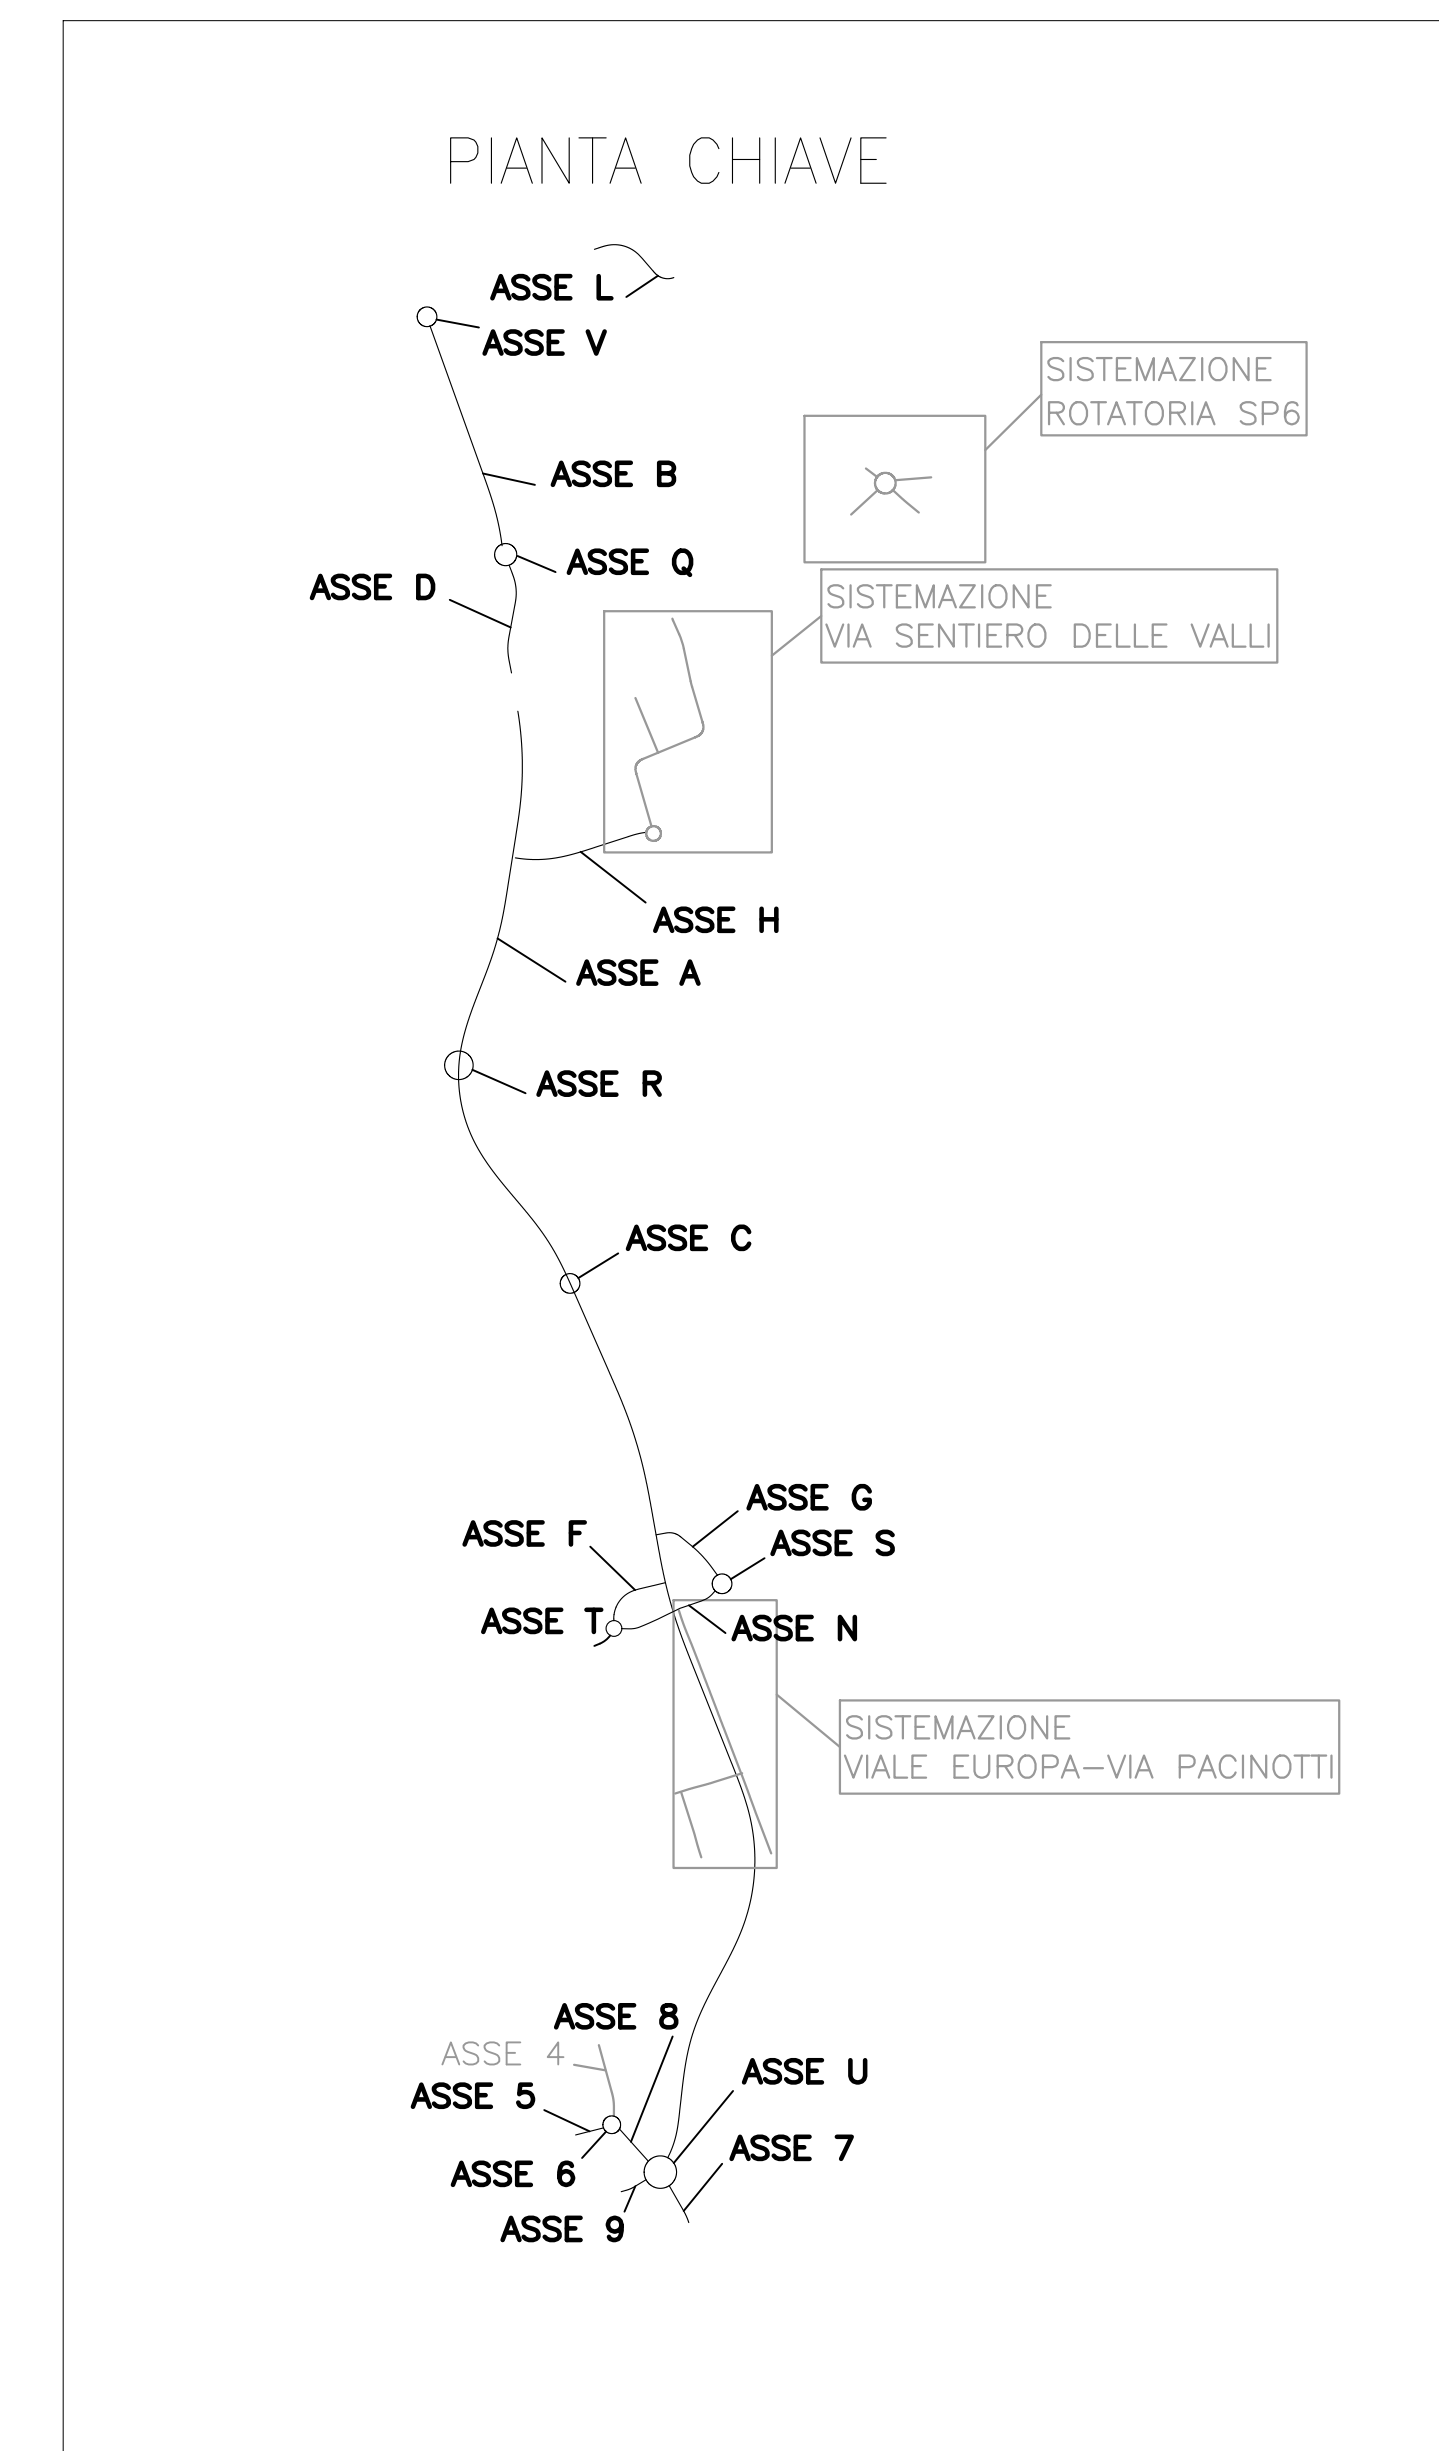 PIANTA CHIAVE
ASSE L
ASSE V
SISTEMAZIONE
ROTATORIA SP6
ASSE B
ASSE Q
ASSE D
SISTEMAZIONE
VIA SENTIERO DELLE VALLI
ASSE H
ASSE A
ASSE R
ASSE C
ASSE G
ASSE F
ASSE S
ASSE T
ASSE N
SISTEMAZIONE
VIALE EUROPA-VIA PACINOTTI
ASSE 8
ASSE 4
ASSE U
ASSE 5
ASSE 7
ASSE 6
ASSE 9